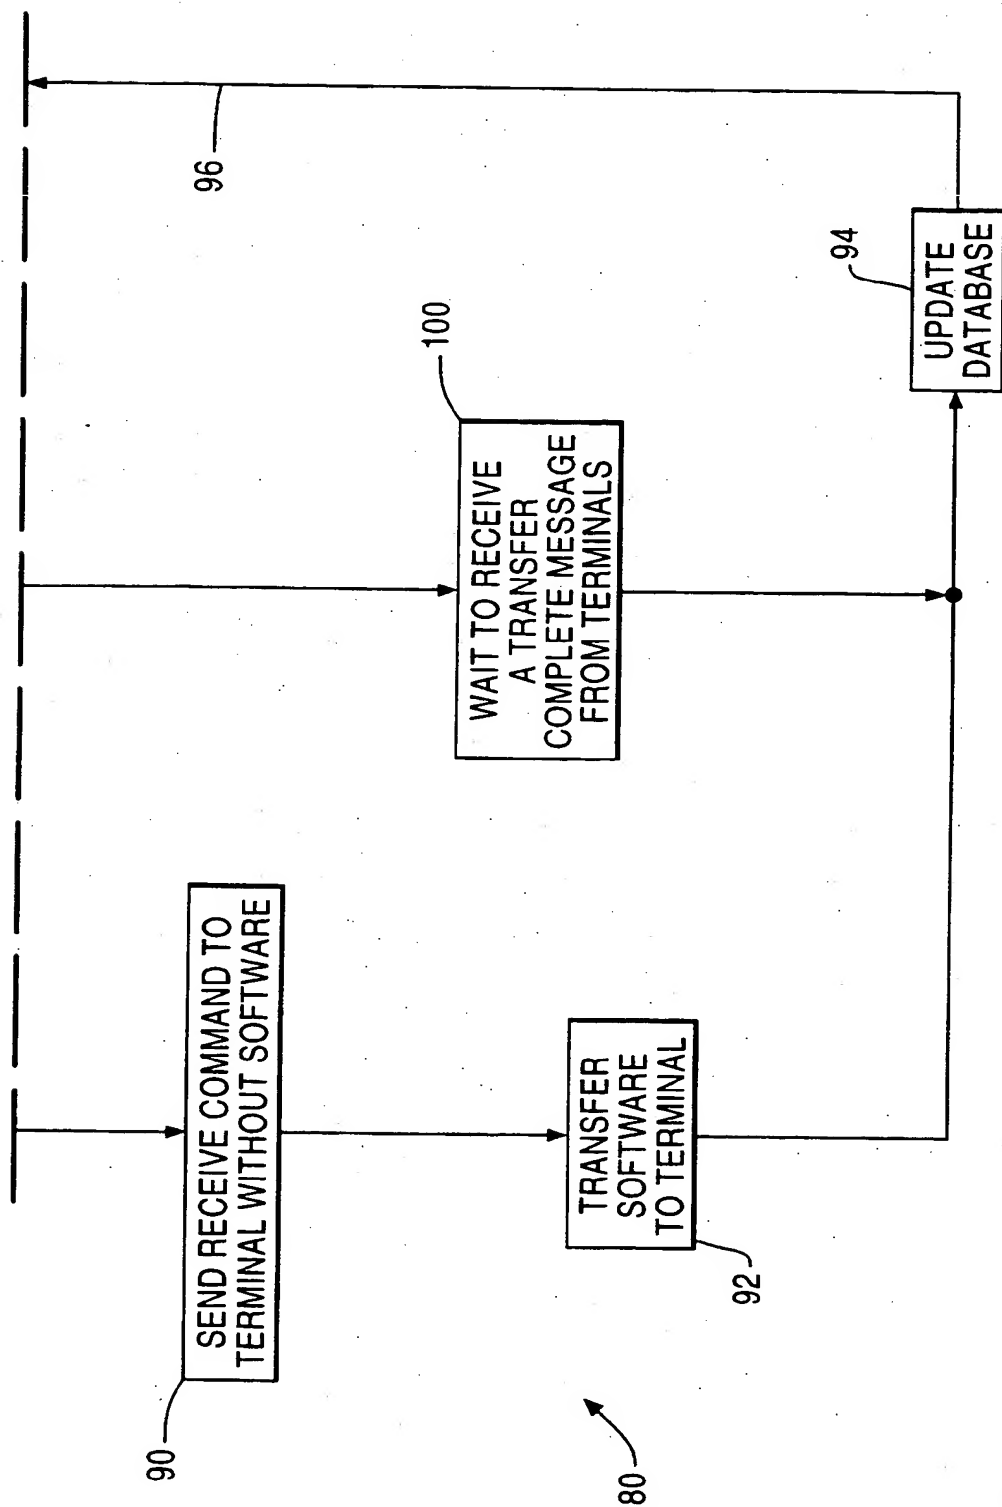 90
SEND RECEIVE COMMAND TO
TERMINAL WITHOUT SOFTWARE
80
92
TRANSFER
SOFTWARE
TO TERMINAL
100
WAIT TO RECEIVE
A TRANSFER
COMPLETE MESSAGE
FROM TERMINALS
94
UPDATE
DATABASE
96